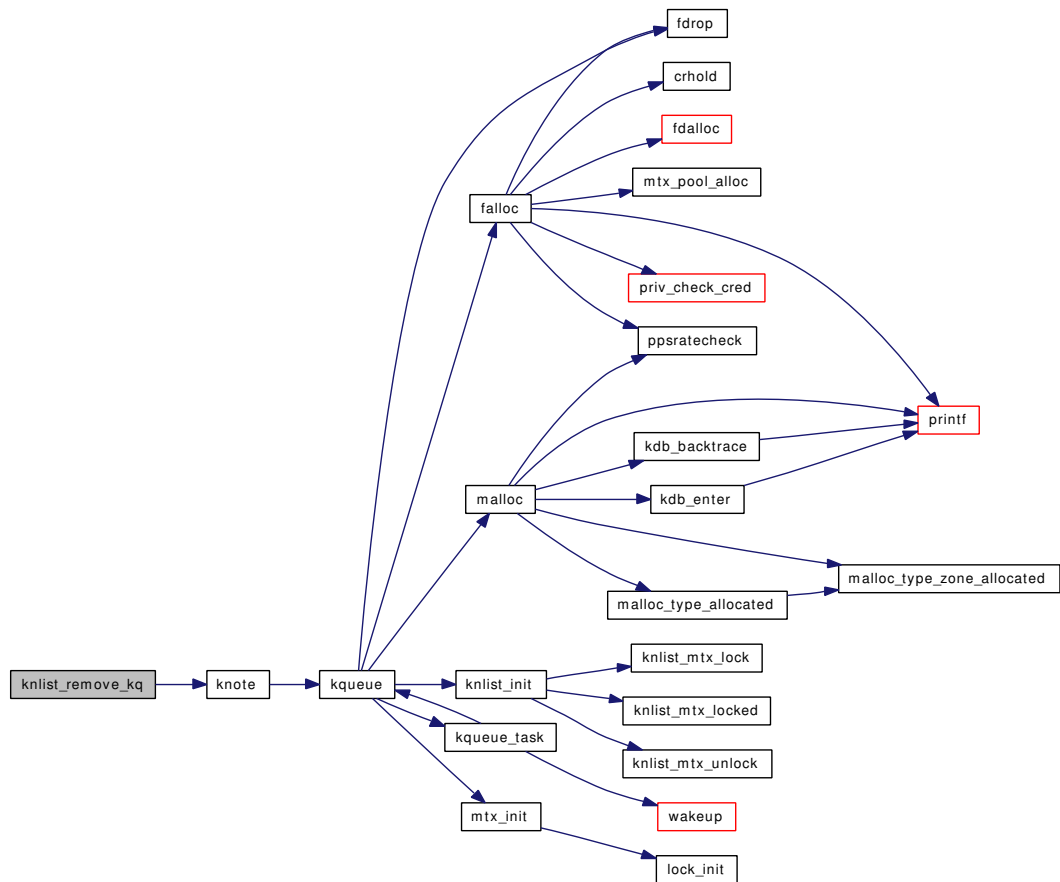 fdrop
crhold
fdalloc
mtx_pool_alloc
falloc
priv_check_cred
ppsratecheck
printf
kdb_backtrace
malloc
kdb_enter
malloc_type_zone_allocated
malloc_type_allocated
knlist_mtx_lock
knlist_remove_kq
knote
kqueue
knlist_init
knlist_mtx_locked
kqueue_task
knlist_mtx_unlock
mtx_init
wakeup
lock_init